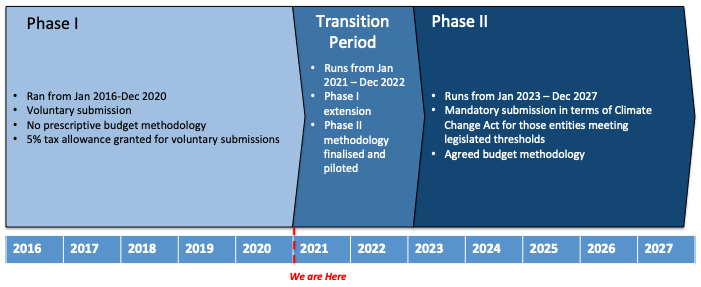 Phase I
• Ran from Jan 2016-Dec 2020
• Voluntary submission
• No prescriptive budget methodology
• 5% tax allowance granted for voluntary submissions
Transition
Period
• Runs from Jan
2021 – Dec 2022
• Phase I
extension
• Phase II
methodology
finalised and
piloted
Phase II
• Runs from Jan 2023 – Dec 2027
• Mandatory submission in terms of Climate
Change Act for those entities meeting
legislated thresholds
• Agreed budget methodology
2016 2017 2018 2019 2020 2021 2022 2023 2024 2025 2026 2027
We are Here